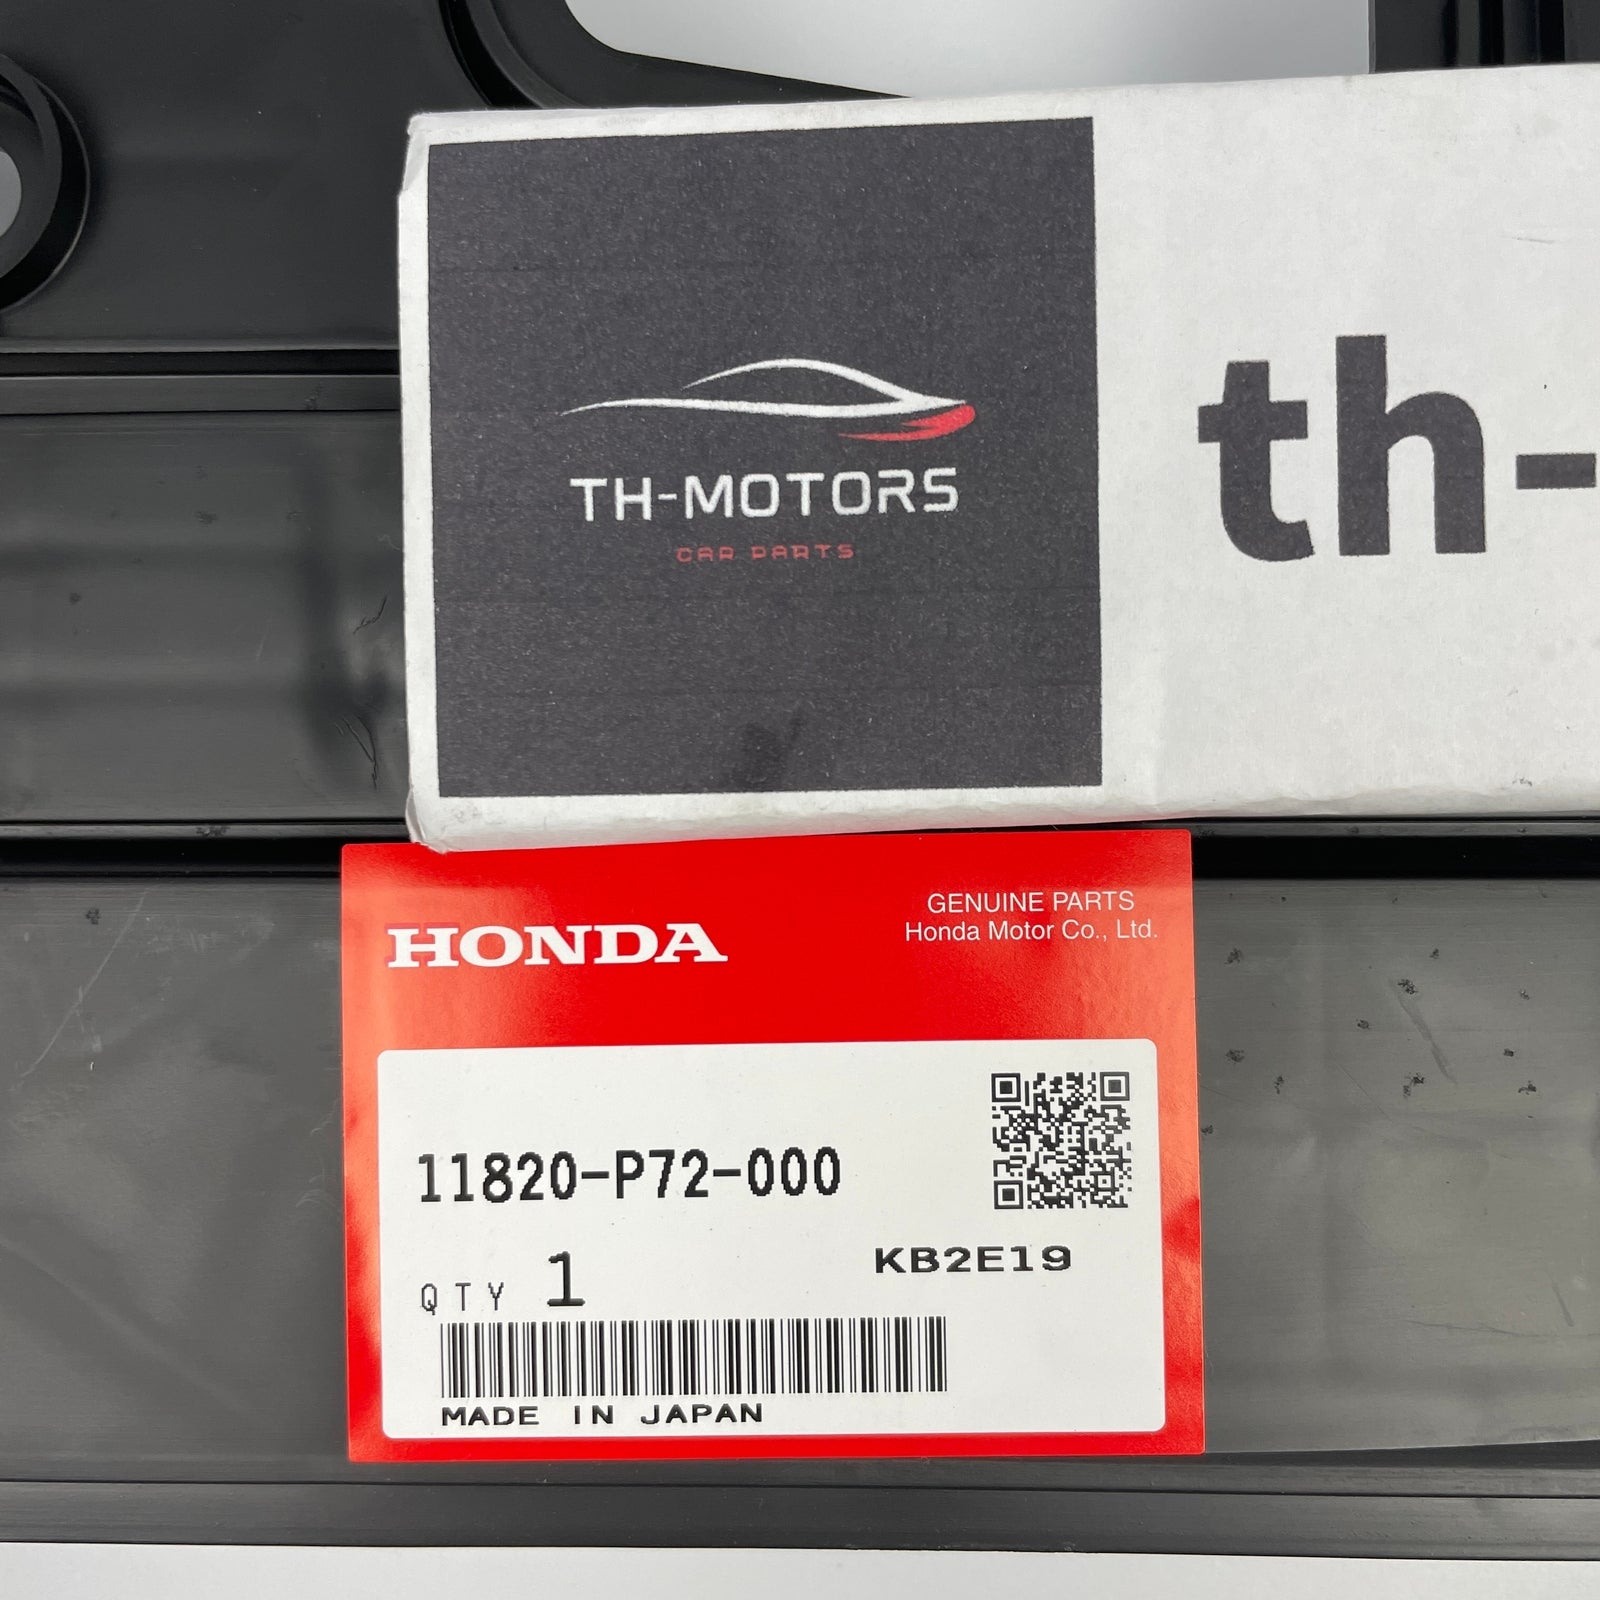 TH-MOTORS
CAR PARTS
th-
HONDA
GENUINE PARTS
Honda Motor Co., Ltd.
11820-P72-000
QTY 1
KB2E19
MADE IN JAPAN